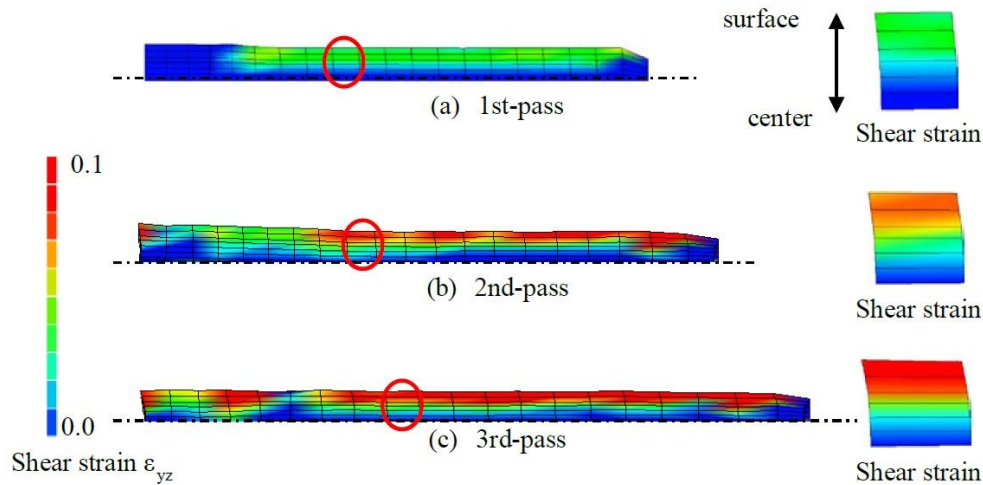 surface
center
(a) 1st-pass
Shear strain
0.1
(b) 2nd-pass
Shear strain
0.0
(c) 3rd-pass
Shear strain ε_yz
Shear strain